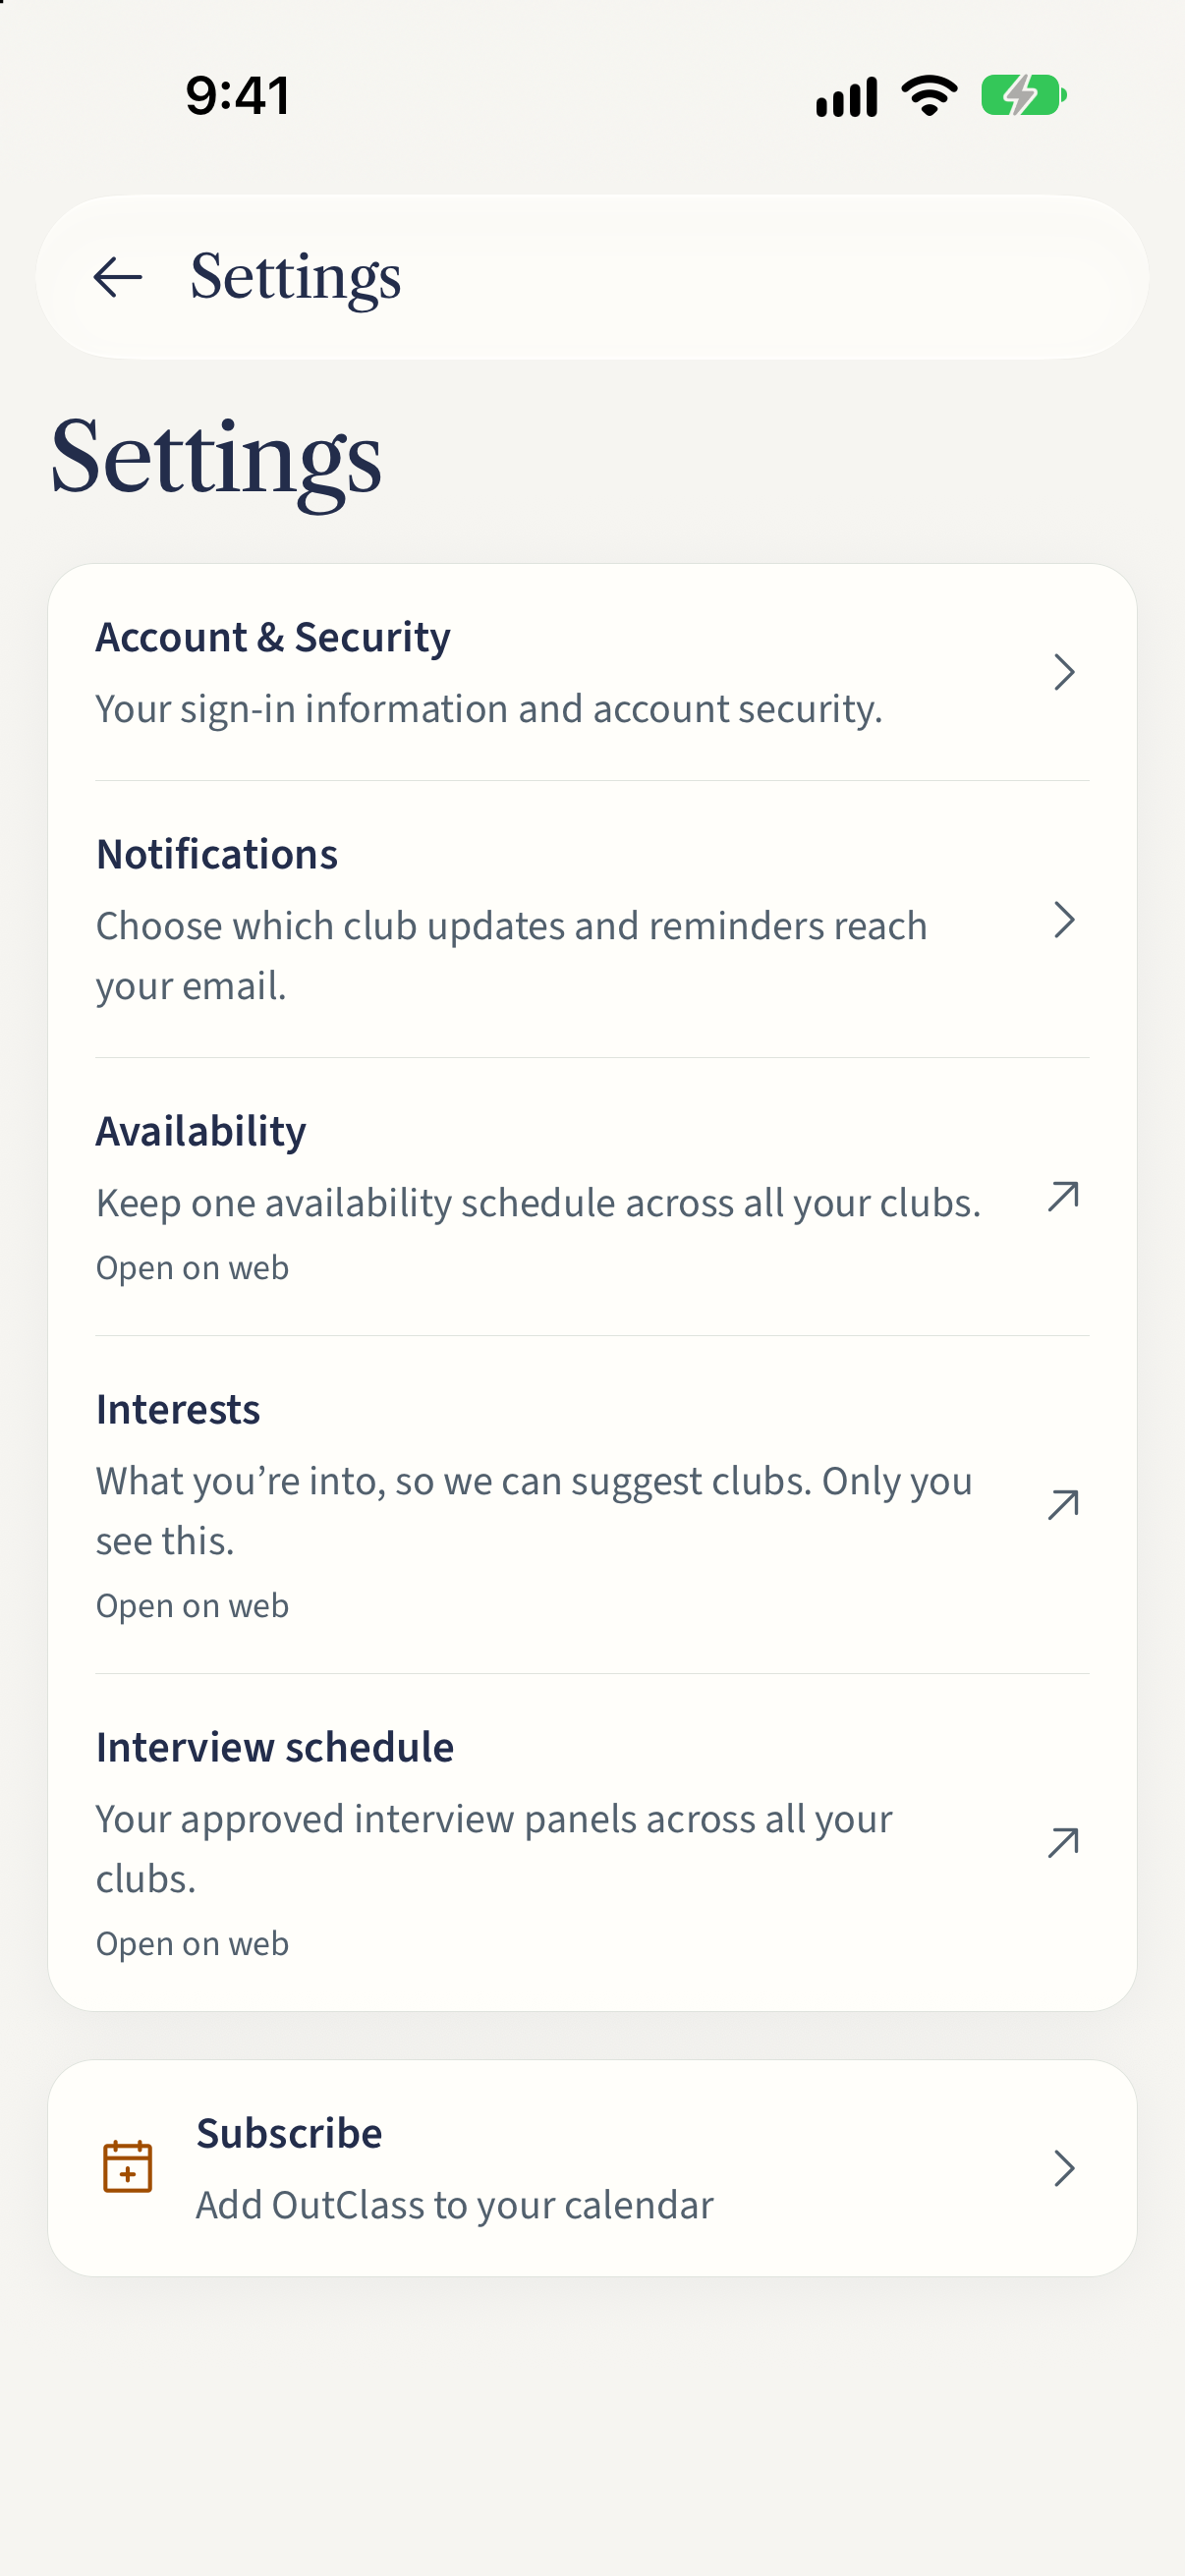 9:41
Settings
Settings
Account & Security
Your sign-in information and account security.
Notifications
Choose which club updates and reminders reach
your email.
Availability
Keep one availability schedule across all your clubs.
Open on web
Interests
What you’re into, so we can suggest clubs. Only you
see this.
Open on web
Interview schedule
Your approved interview panels across all your
clubs.
Open on web
Subscribe
Add OutClass to your calendar